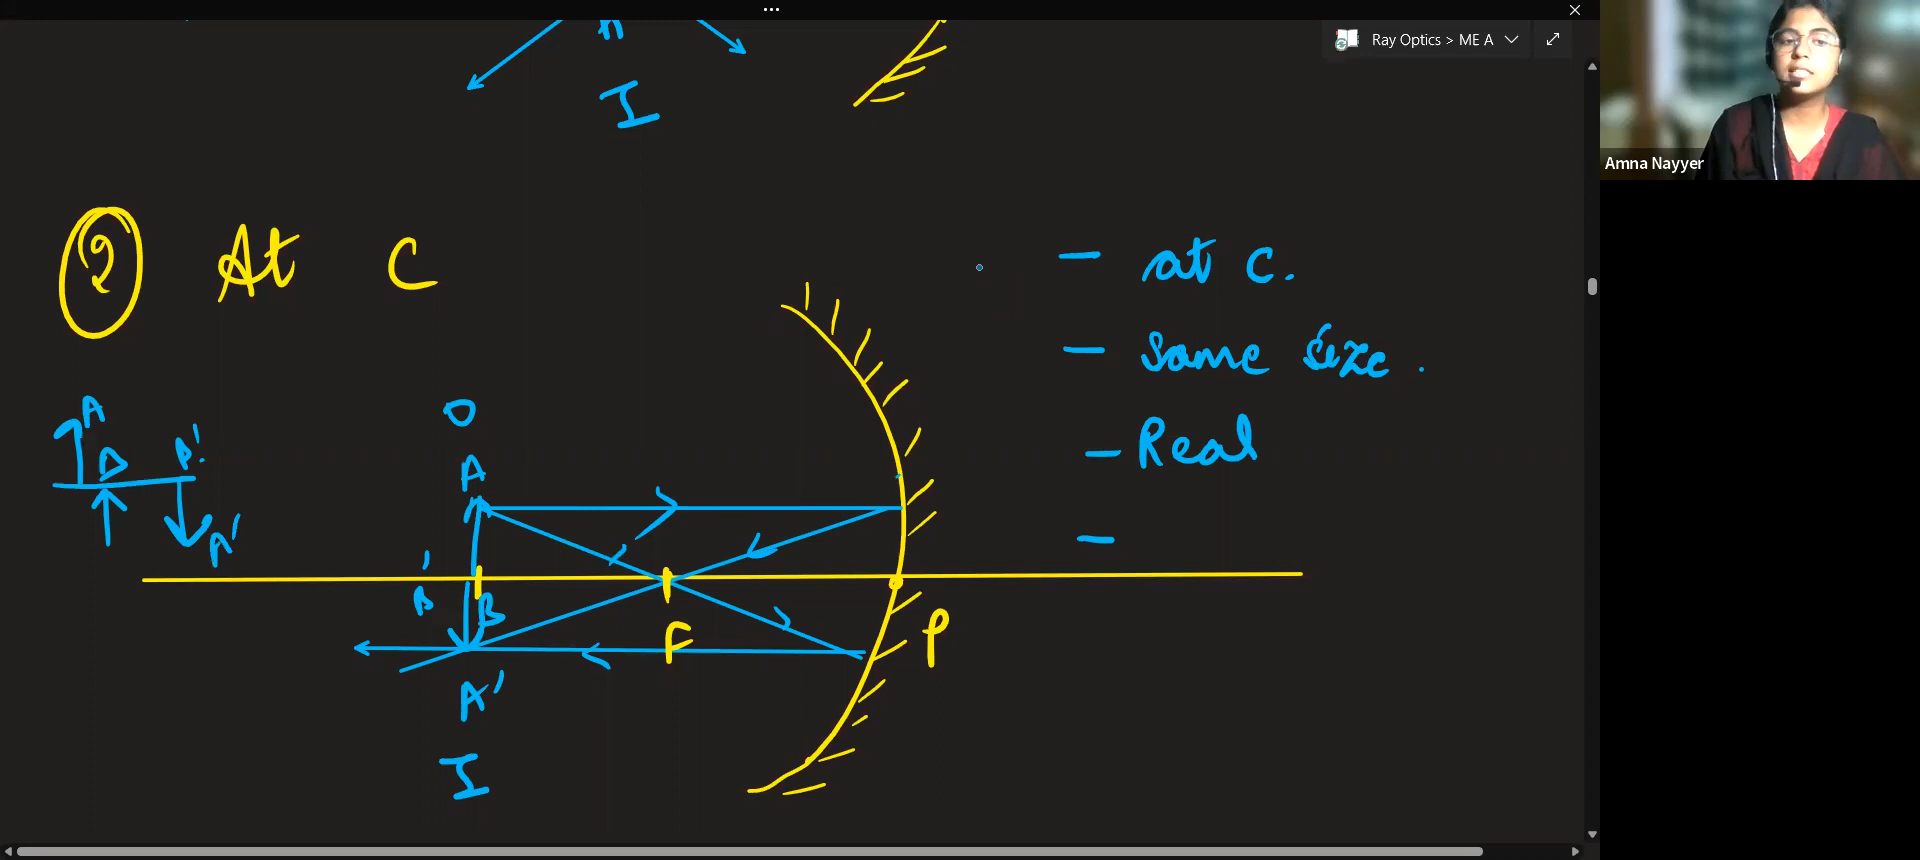 Ray Optics > ME A
Amna Nayyer
I
2 At C
- at c.
- same size.
- Real
-
A
B'
A'
O
A
B'
B
F
P
A'
I